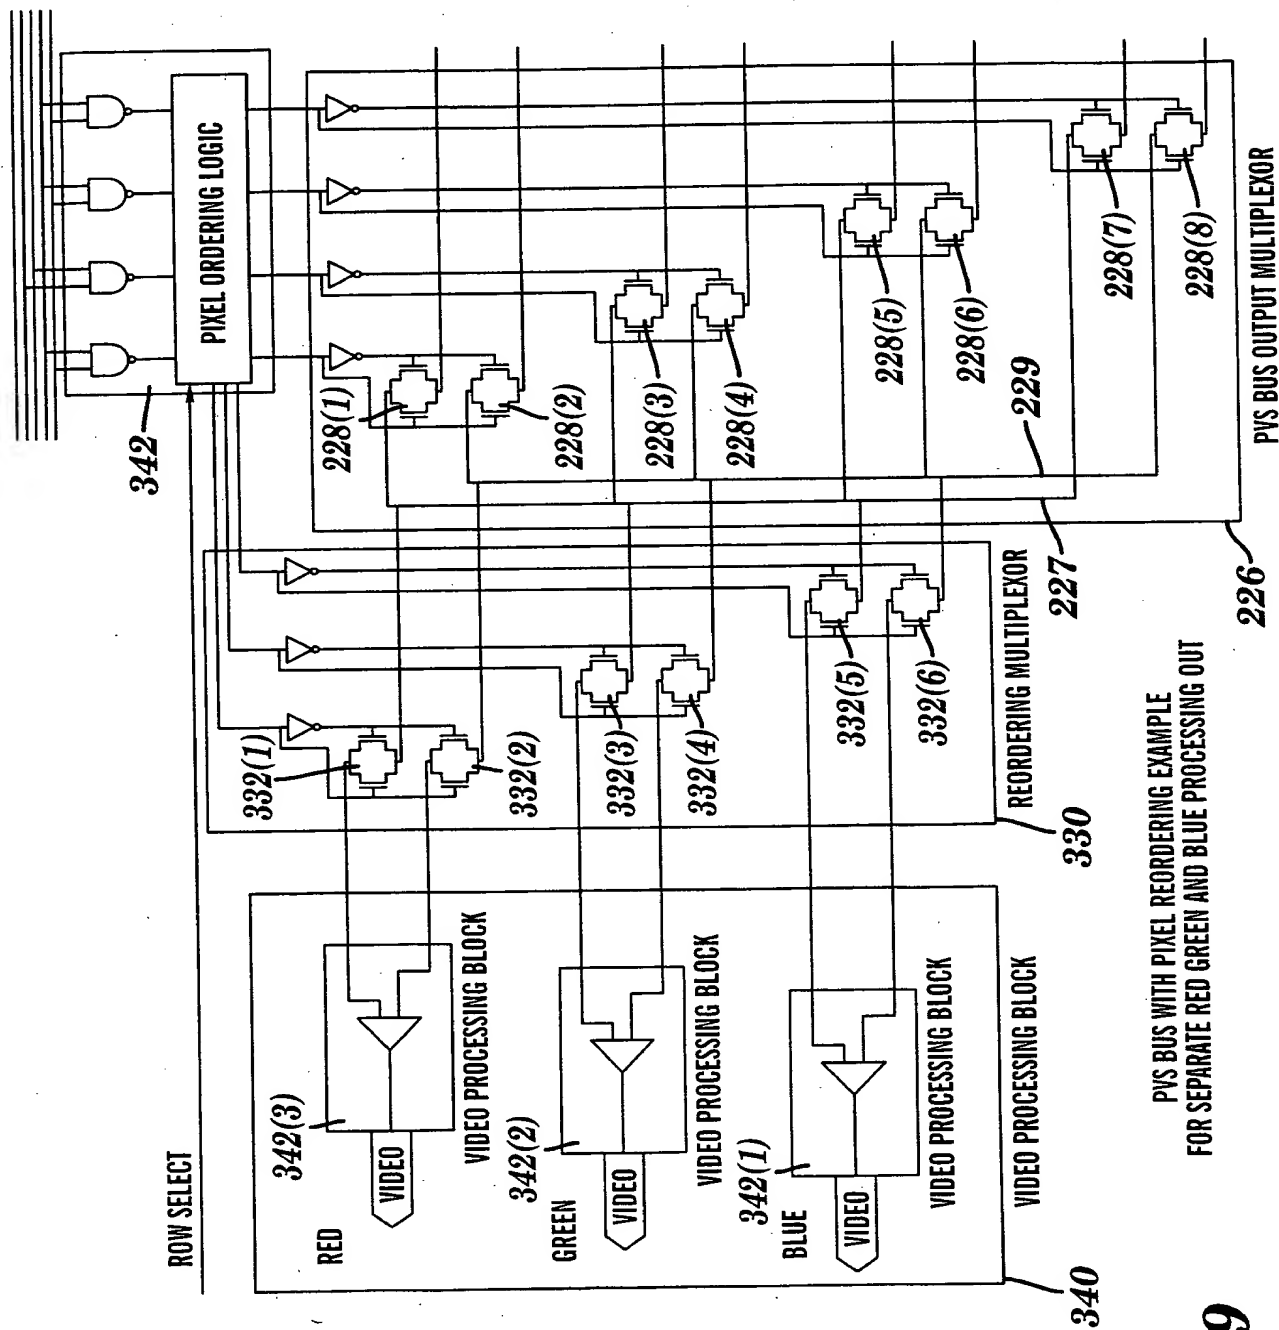 ROW SELECT
342
PIXEL ORDERING LOGIC
RED
342(3)
VIDEO
VIDEO PROCESSING BLOCK
332(1)
332(2)
228(1)
228(2)
GREEN
342(2)
VIDEO
VIDEO PROCESSING BLOCK
332(3)
332(4)
228(3)
228(4)
BLUE
342(1)
VIDEO
VIDEO PROCESSING BLOCK
332(5)
332(6)
228(5)
228(6)
228(7)
228(8)
229
227
VIDEO PROCESSING BLOCK
340
REORDERING MULTIPLEXOR
330
PVS BUS OUTPUT MULTIPLEXOR
226
PVS BUS WITH PIXEL REORDERING EXAMPLE
FOR SEPARATE RED GREEN AND BLUE PROCESSING OUT
9